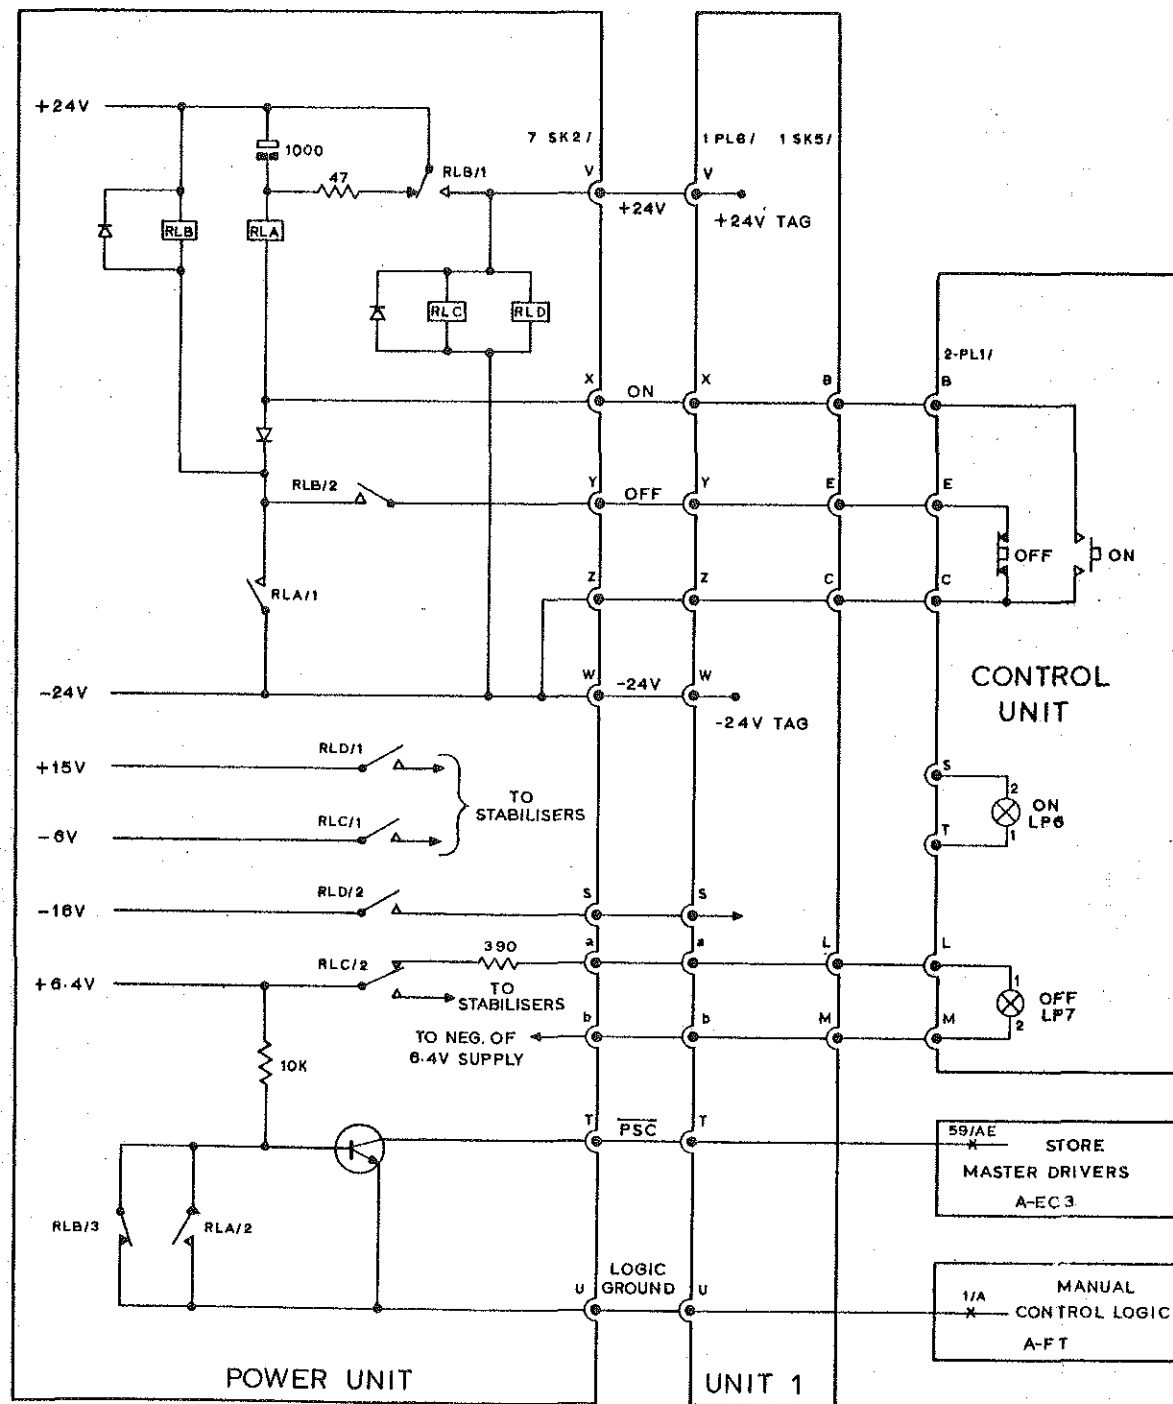 +24V
1000
47
RLB/1
7 SK2/
1 PL6/
1 SK5/
V
V
+24V
+24V TAG
RLB
RLA
RLC
RLD
2-PL1/
X
ON
X
B
B
RLB/2
Y
OFF
Y
E
E
OFF
ON
RLA/1
Z
Z
C
C
-24V
W
-24V
W
-24V TAG
CONTROL
UNIT
+15V
RLD/1
TO
STABILISERS
-6V
RLC/1
S
2
ON
LP6
1
T
-16V
RLD/2
S
S
+6.4V
RLC/2
390
a
a
L
L
TO
STABILISERS
1
OFF
LP7
2
TO NEG. OF
6.4V SUPPLY
b
b
M
M
10K
T
PSC
T
59/AE
STORE
MASTER DRIVERS
A-EC3
RLB/3
RLA/2
LOGIC
GROUND
U
U
1/A
MANUAL
CONTROL LOGIC
A-FT
POWER UNIT
UNIT 1